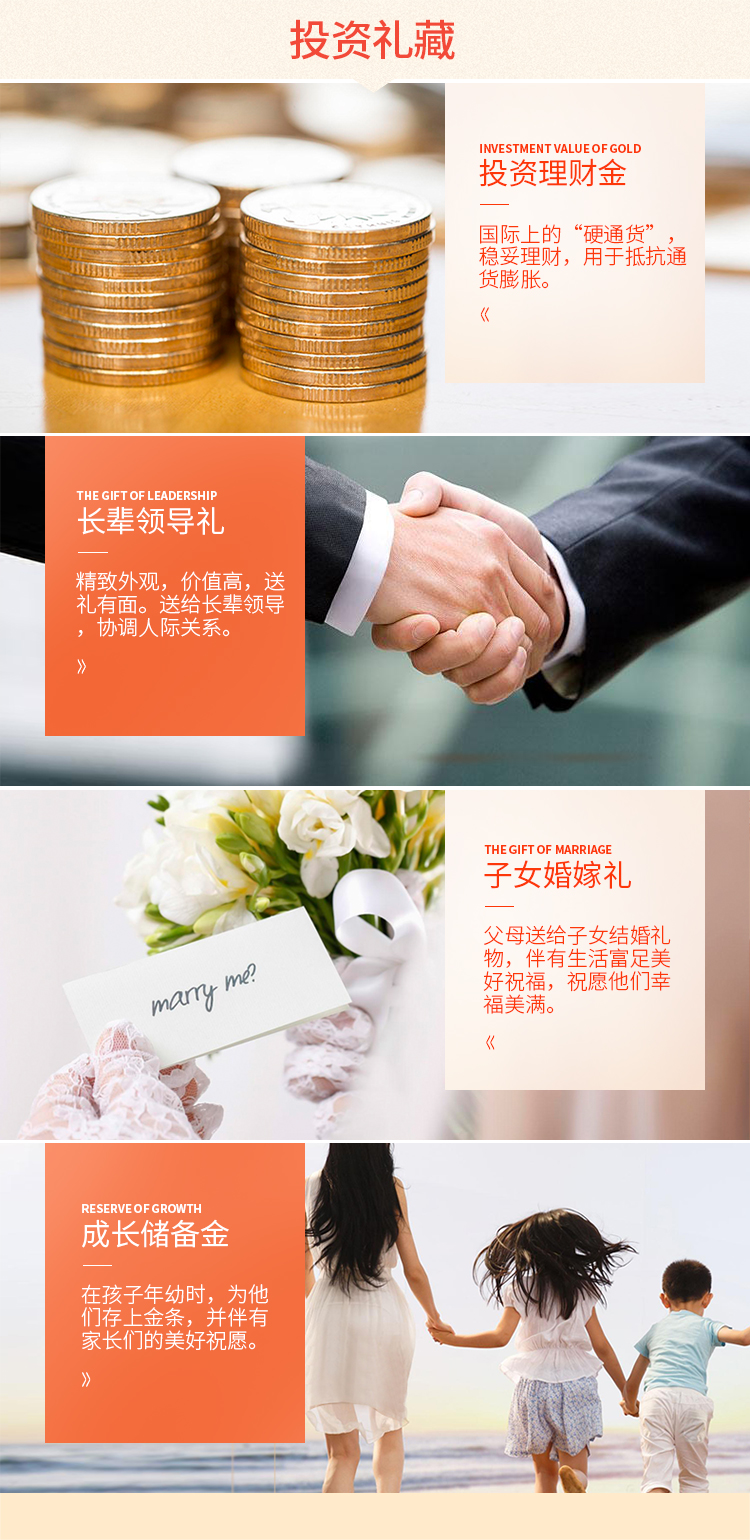 投资礼藏
INVESTMENT VALUE OF GOLD
投资理财金
国际上的“硬通货”，
稳妥理财，用于抵抗通
货膨胀。
《
THE GIFT OF LEADERSHIP
长辈领导礼
精致外观，价值高，送
礼有面。送给长辈领导
，协调人际关系。
》
marry me?
THE GIFT OF MARRIAGE
子女婚嫁礼
父母送给子女结婚礼
物，伴有生活富足美
好祝福，祝愿他们幸
福美满。
《
RESERVE OF GROWTH
成长储备金
在孩子年幼时，为他
们存上金条，并伴有
家长们的美好祝愿。
》